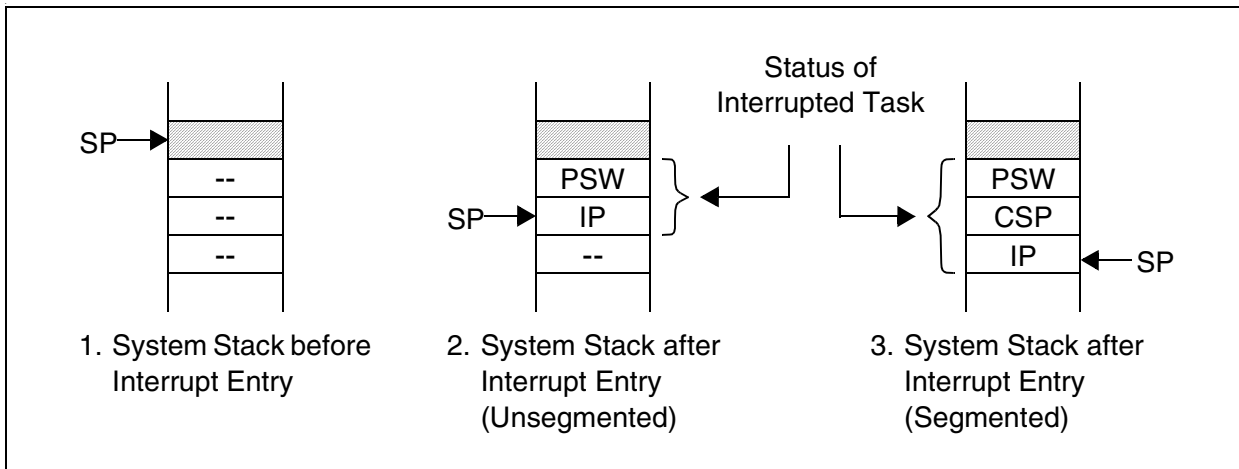 Status of
Interrupted Task
SP
--
--
--
SP
PSW
IP
--
PSW
CSP
IP
SP
1. System Stack before
Interrupt Entry
2. System Stack after
Interrupt Entry
(Unsegmented)
3. System Stack after
Interrupt Entry
(Segmented)